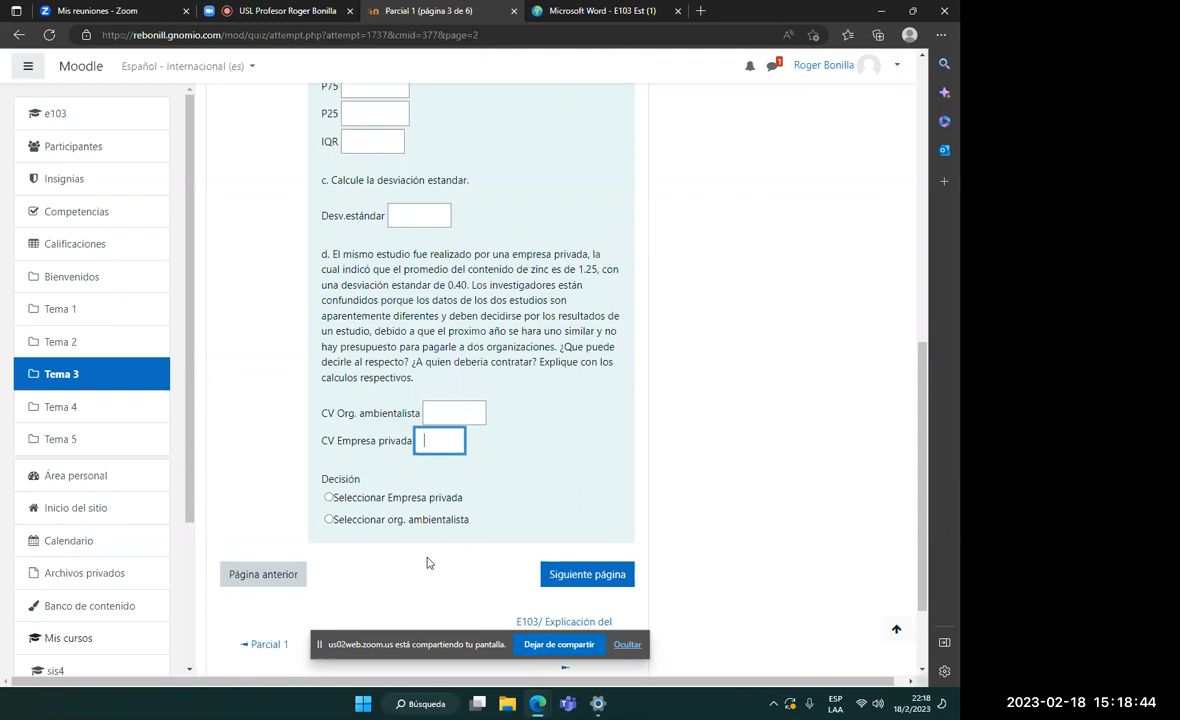 Mis reuniones - Zoom
USL Profesor Roger Bonilla
Parcial 1 (página 3 de 6)
Microsoft Word - E103 Est (1)
https://rebonill.gnomio.com/mod/quiz/attempt.php?attempt=1737&cmid=377&page=2
Moodle
Español - Internacional (es)
1
Roger Bonilla
e103
Participantes
Insignias
Competencias
Calificaciones
Bienvenidos
Tema 1
Tema 2
Tema 3
Tema 4
Tema 5
Área personal
Inicio del sitio
Calendario
Archivos privados
Banco de contenido
Mis cursos
sis4
P75
P25
IQR
c. Calcule la desviación estandar.
Desv.estándar
d. El mismo estudio fue realizado por una empresa privada, la
cual indicó que el promedio del contenido de zinc es de 1.25, con
una desviación estandar de 0.40. Los investigadores están
confundidos porque los datos de los dos estudios son
aparentemente diferentes y deben decidirse por los resultados de
un estudio, debido a que el proximo año se hara uno similar y no
hay presupuesto para pagarle a dos organizaciones. ¿Que puede
decirle al respecto? ¿A quien deberia contratar? Explique con los
calculos respectivos.
CV Org. ambientalista
CV Empresa privada
Decisión
Seleccionar Empresa privada
Seleccionar org. ambientalista
Página anterior
Siguiente página
E103/ Explicación del
◄ Parcial 1
us02web.zoom.us está compartiendo tu pantalla.
Dejar de compartir
Ocultar
Búsqueda
ESP
LAA
22:18
18/2/2023
2023-02-18 15:18:44